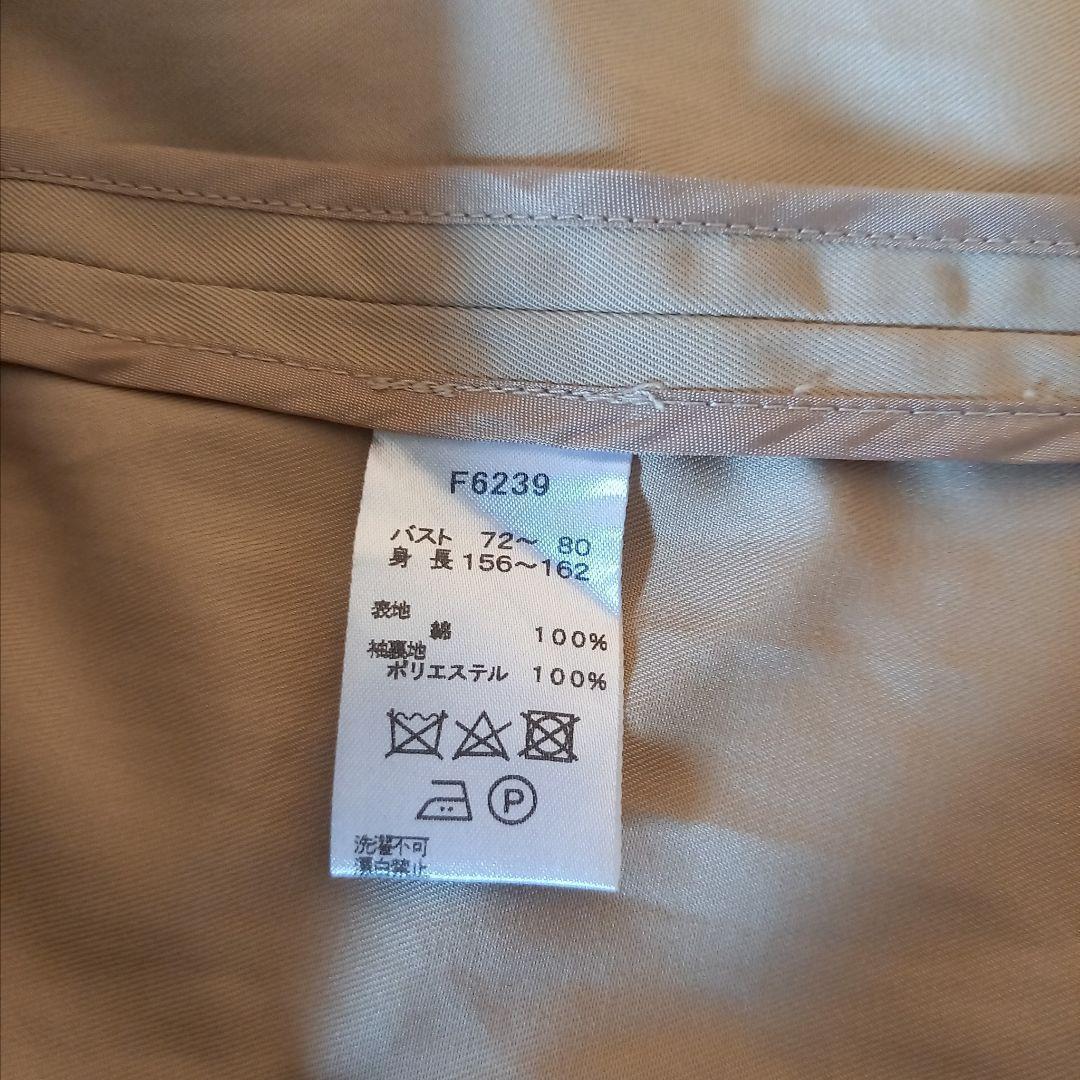 F6239
バスト 72〜 80
身 長 156〜162
表地
綿 100%
袖裏地
ポリエステル 100%
P
洗濯不可
漂白禁止